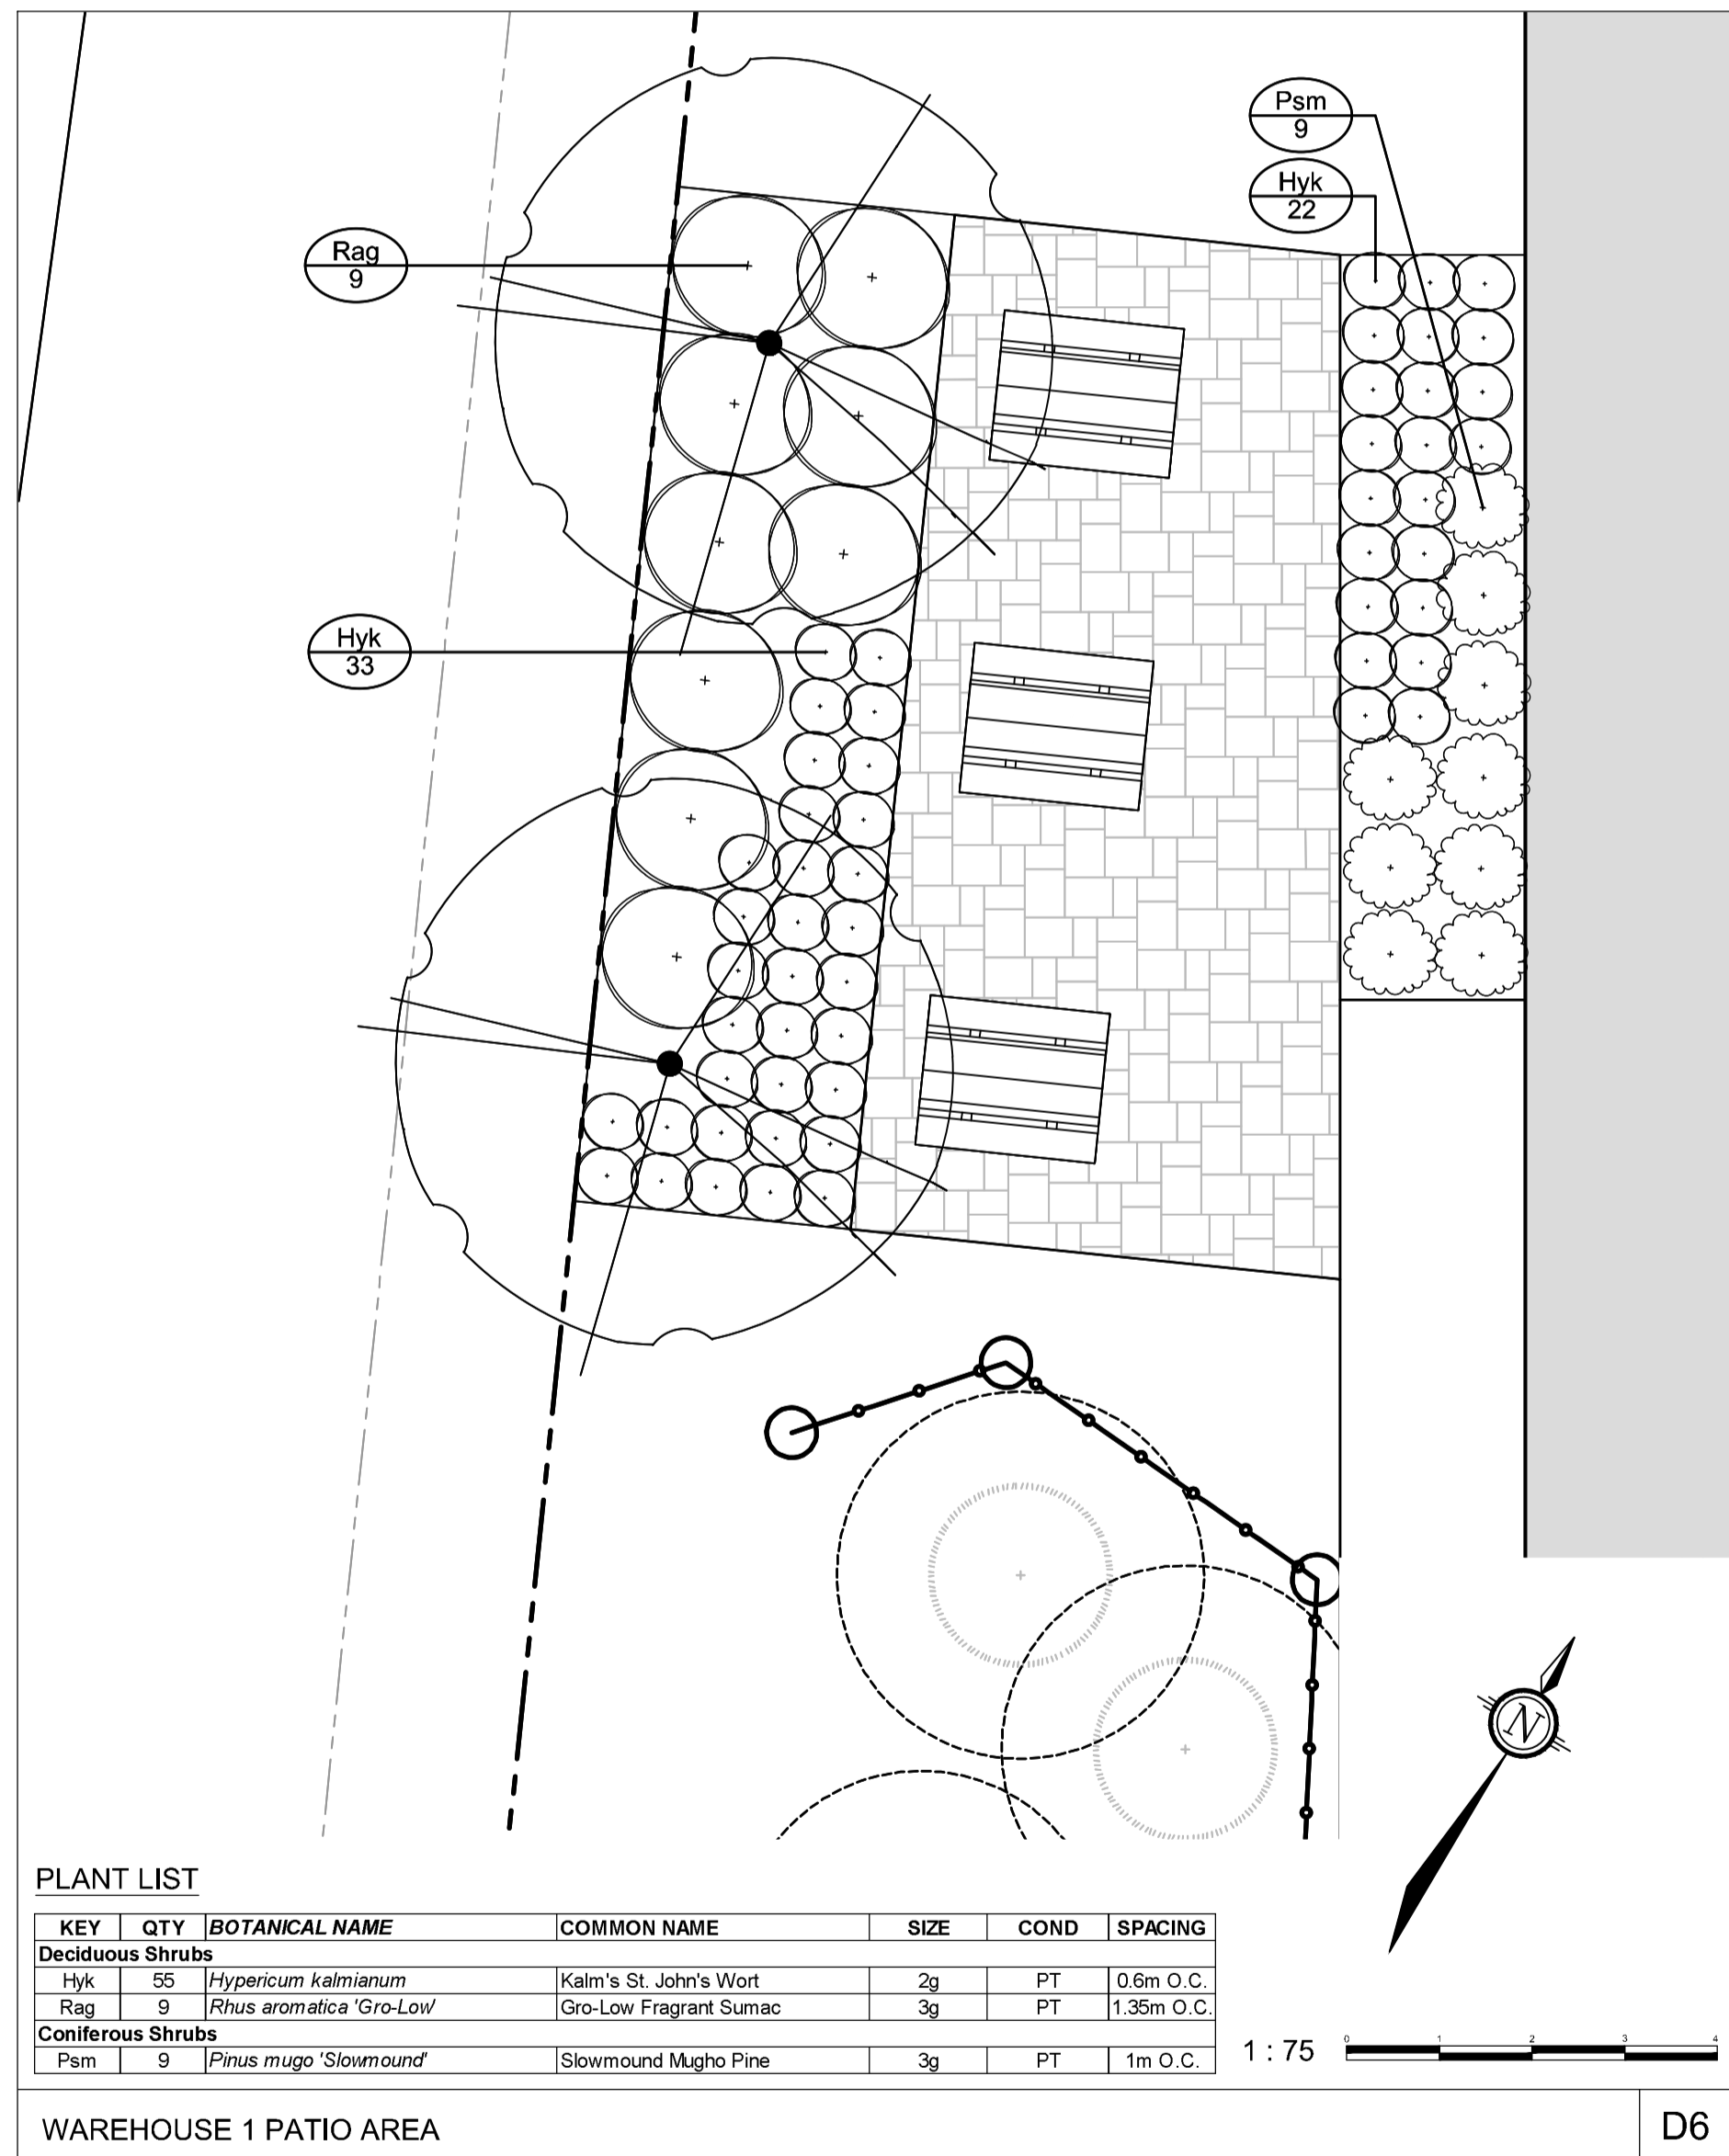 Psm
9
Hyk
22
Rag
9
Hyk
33
N
PLANT LIST
KEY QTY BOTANICAL NAME COMMON NAME SIZE COND SPACING
Deciduous Shrubs
Hyk 55 Hypericum kalmianum Kalm's St. John's Wort 2g PT 0.6m O.C.
Rag 9 Rhus aromatica 'Gro-Low' Gro-Low Fragrant Sumac 3g PT 1.35m O.C.
Coniferous Shrubs
Psm 9 Pinus mugo 'Slowmound' Slowmound Mugho Pine 3g PT 1m O.C.
1 : 75
0 1 2 3 4
WAREHOUSE 1 PATIO AREA D6